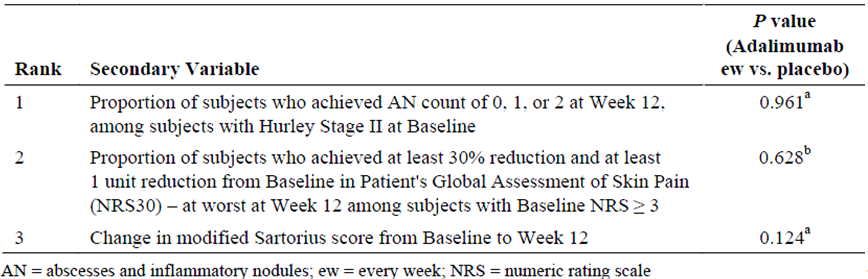 P value
(Adalimumab
Rank Secondary Variable ew vs. placebo)
1 Proportion of subjects who achieved AN count of 0, 1, or 2 at Week 12, 0.961a
among subjects with Hurley Stage II at Baseline
2 Proportion of subjects who achieved at least 30% reduction and at least 0.628b
1 unit reduction from Baseline in Patient's Global Assessment of Skin Pain
(NRS30) – at worst at Week 12 among subjects with Baseline NRS ≥ 3
3 Change in modified Sartorius score from Baseline to Week 12 0.124a
AN = abscesses and inflammatory nodules; ew = every week; NRS = numeric rating scale